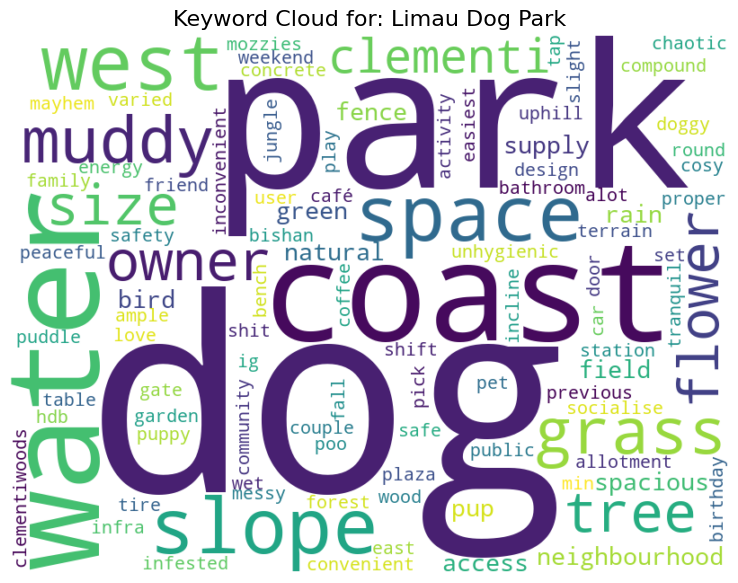 Keyword Cloud for: Limau Dog Park
west
mozzies
weekend
concrete
clementi
tap
slight
chaotic
compound
mayhem
varied
park
muddy
inconvenient
jungle
play
fence
activity
easiest
uphill
supply
doggy
round
cosy
energy
family
friend
size
user
café
green
design
bathroom
alot
proper
rain
space
terrain
water
safety
peaceful
owner
bishan
natural
unhygienic
flower
set
bird
coast
bench
coffee
incline
car
door
tranquil
ample
love
puddle
shit
dog
ig
shift
station
field
table
hdb
gate
garden
puppy
community
couple
poo
fall
pick
safe
pet
public
previous
socialise
grass
clementiwoods
wet
messy
tire
plaza
wood
forest
pup
allotment
min
spacious
birthday
infra
slope
tree
infested
east
convenient
access
neighbourhood